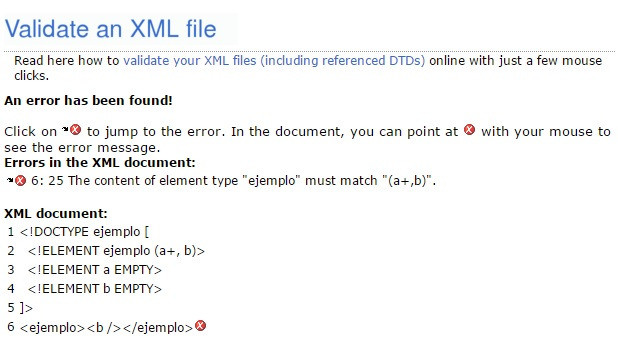 Validate an XML file
Read here how to validate your XML files (including referenced DTDs) online with just a few mouse
clicks.
An error has been found!
Click on to jump to the error. In the document, you can point at with your mouse to
see the error message.
Errors in the XML document:
6: 25 The content of element type "ejemplo" must match "(a+,b)".
XML document:
1 <!DOCTYPE ejemplo [
2 <!ELEMENT ejemplo (a+, b)>
3 <!ELEMENT a EMPTY>
4 <!ELEMENT b EMPTY>
5 ]>
6 <ejemplo><b /></ejemplo>